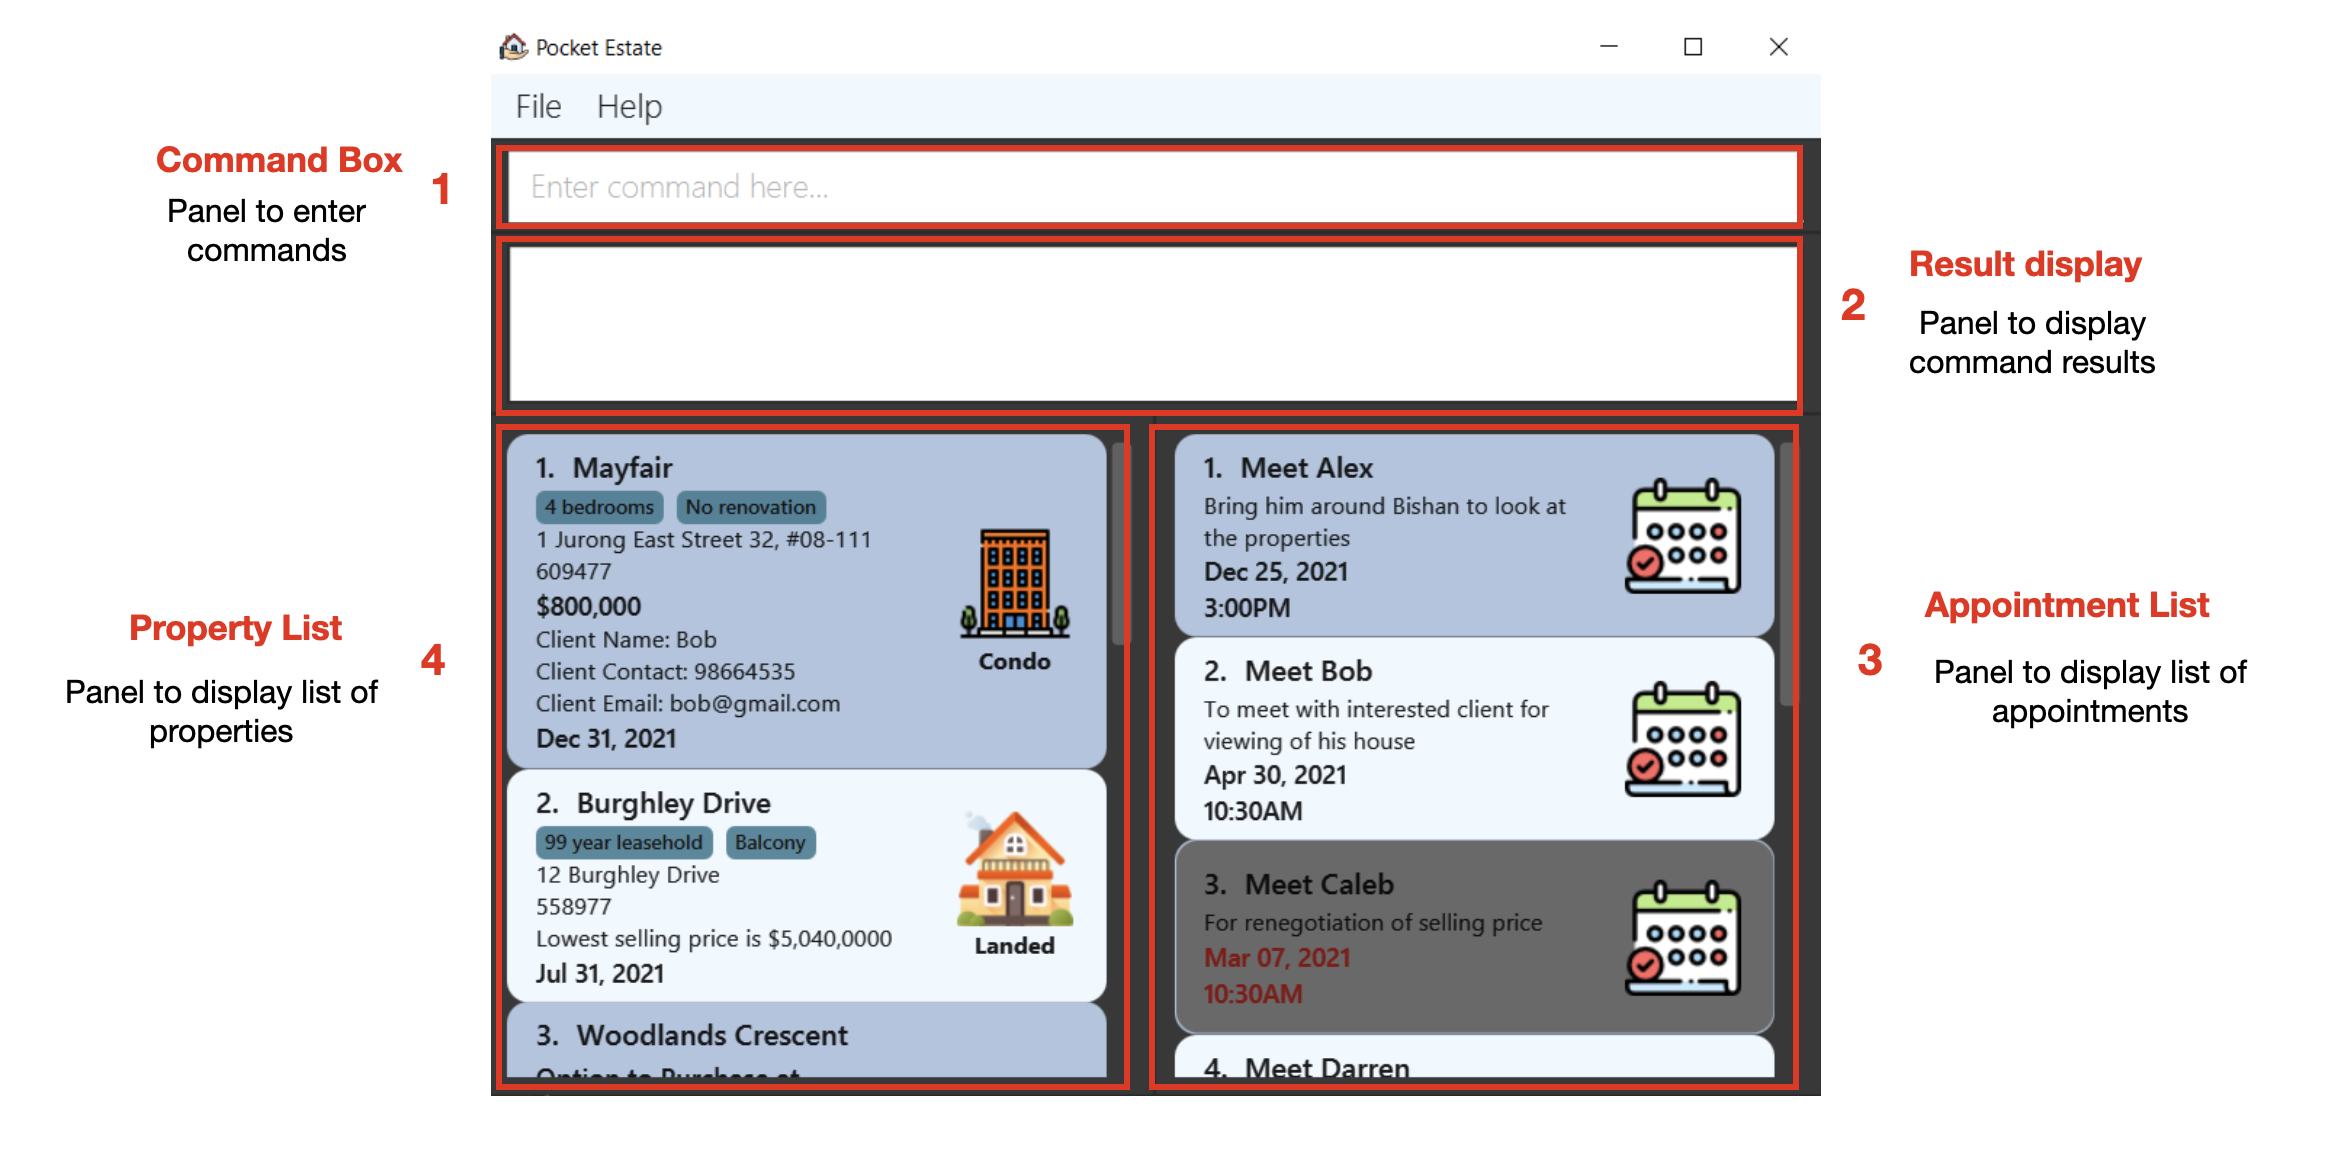 Pocket Estate
File Help
Command Box
1
Panel to enter
commands
Enter command here...
Result display
2
Panel to display
command results
Property List
4
Panel to display list of
properties
1. Mayfair
4 bedrooms No renovation
1 Jurong East Street 32, #08-111
609477
$800,000
Client Name: Bob
Client Contact: 98664535
Client Email: bob@gmail.com
Dec 31, 2021
Condo
2. Burghley Drive
99 year leasehold Balcony
12 Burghley Drive
558977
Lowest selling price is $5,040,0000
Jul 31, 2021
Landed
3. Woodlands Crescent
Option to Purchase at
1. Meet Alex
Bring him around Bishan to look at
the properties
Dec 25, 2021
3:00PM
2. Meet Bob
To meet with interested client for
viewing of his house
Apr 30, 2021
10:30AM
3. Meet Caleb
For renegotiation of selling price
Mar 07, 2021
10:30AM
4. Meet Darren
Appointment List
3
Panel to display list of
appointments